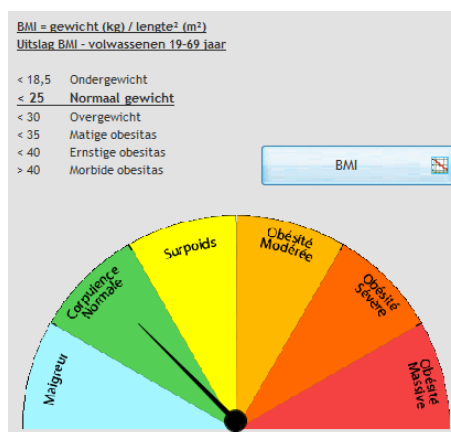 BMI = gewicht (kg) / lengte² (m²)
Uitslag BMI - volwassenen 19-69 jaar
< 18,5 Ondergewicht
< 25 Normaal gewicht
< 30 Overgewicht
< 35 Matige obesitas
< 40 Ernstige obesitas
> 40 Morbide obesitas
BMI
Maigreur
Corpulence
Normale
Surpoids
Obésité
Modérée
Obésité
Sévère
Obésité
Massive